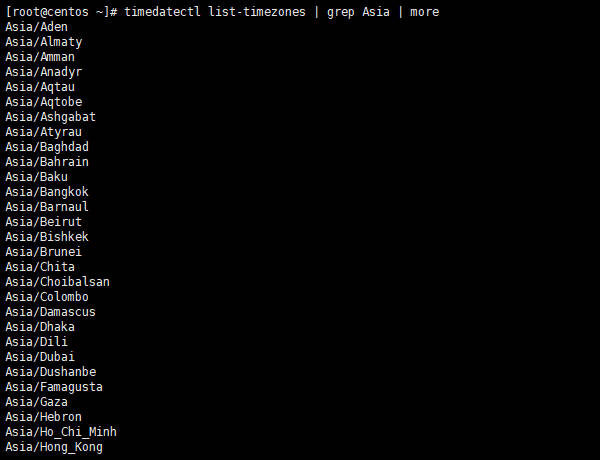 [root@centos ~]# timedatectl list-timezones | grep Asia | more
Asia/Aden
Asia/Almaty
Asia/Amman
Asia/Anadyr
Asia/Aqtau
Asia/Aqtobe
Asia/Ashgabat
Asia/Atyrau
Asia/Baghdad
Asia/Bahrain
Asia/Baku
Asia/Bangkok
Asia/Barnaul
Asia/Beirut
Asia/Bishkek
Asia/Brunei
Asia/Chita
Asia/Choibalsan
Asia/Colombo
Asia/Damascus
Asia/Dhaka
Asia/Dili
Asia/Dubai
Asia/Dushanbe
Asia/Famagusta
Asia/Gaza
Asia/Hebron
Asia/Ho_Chi_Minh
Asia/Hong_Kong